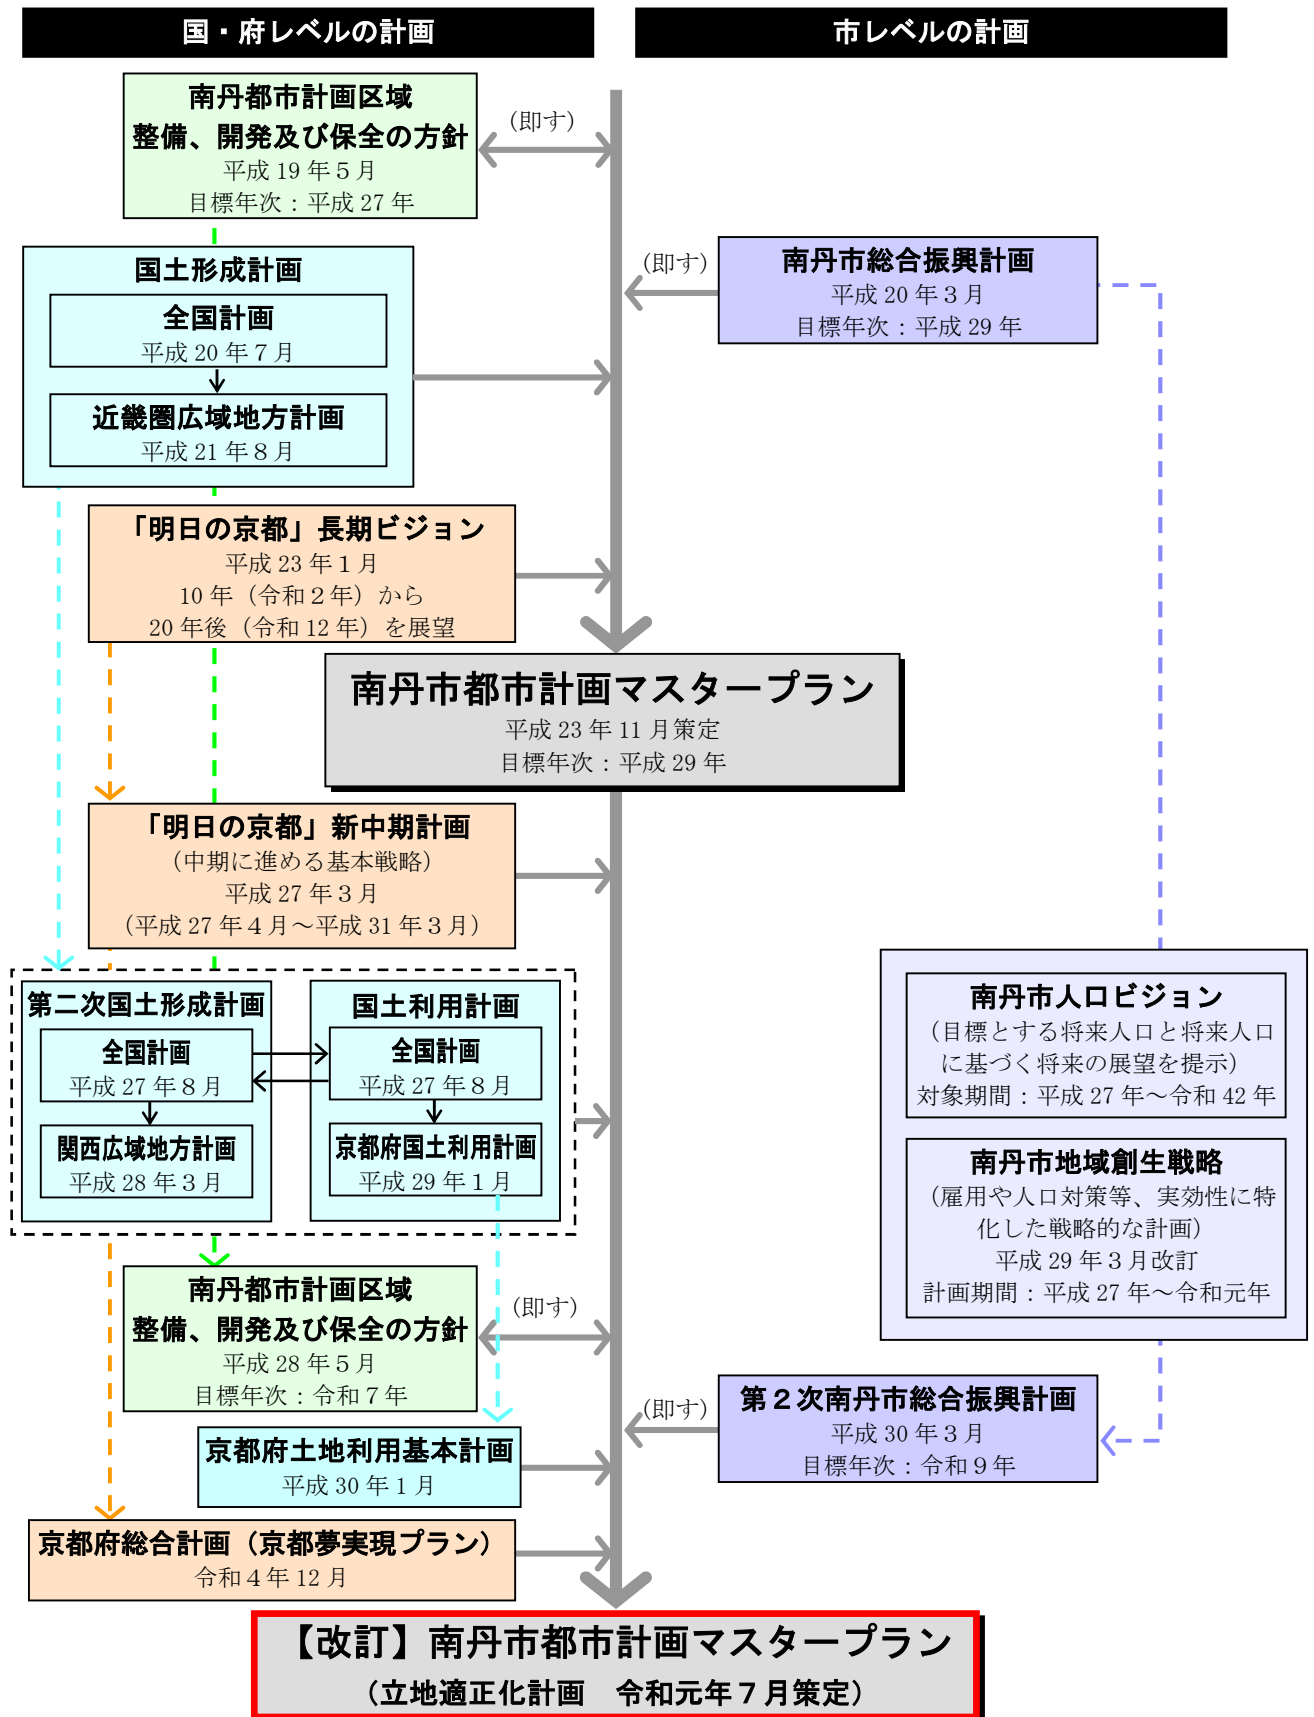 国・府レベルの計画
市レベルの計画
南丹都市計画区域
整備、開発及び保全の方針
平成 19 年５月
目標年次：平成 27 年
（即す）
国土形成計画
全国計画
平成 20 年７月
近畿圏広域地方計画
平成 21 年８月
南丹市総合振興計画
平成 20 年３月
目標年次：平成 29 年
（即す）
「明日の京都」長期ビジョン
平成 23 年１月
10 年（令和２年）から
20 年後（令和 12 年）を展望
南丹市都市計画マスタープラン
平成 23 年 11 月策定
目標年次：平成 29 年
「明日の京都」新中期計画
（中期に進める基本戦略）
平成 27 年３月
（平成 27 年４月～平成 31 年３月）
第二次国土形成計画
全国計画
平成 27 年８月
関西広域地方計画
平成 28 年３月
国土利用計画
全国計画
平成 27 年８月
京都府国土利用計画
平成 29 年１月
南丹市人口ビジョン
（目標とする将来人口と将来人口
に基づく将来の展望を提示）
対象期間：平成 27 年～令和 42 年
南丹市地域創生戦略
（雇用や人口対策等、実効性に特
化した戦略的な計画）
平成 29 年３月改訂
計画期間：平成 27 年～令和元年
南丹都市計画区域
整備、開発及び保全の方針
平成 28 年５月
目標年次：令和７年
（即す）
第２次南丹市総合振興計画
平成 30 年３月
目標年次：令和９年
（即す）
京都府土地利用基本計画
平成 30 年１月
京都府総合計画（京都夢実現プラン）
令和４年 12 月
【改訂】南丹市都市計画マスタープラン
（立地適正化計画　令和元年７月策定）